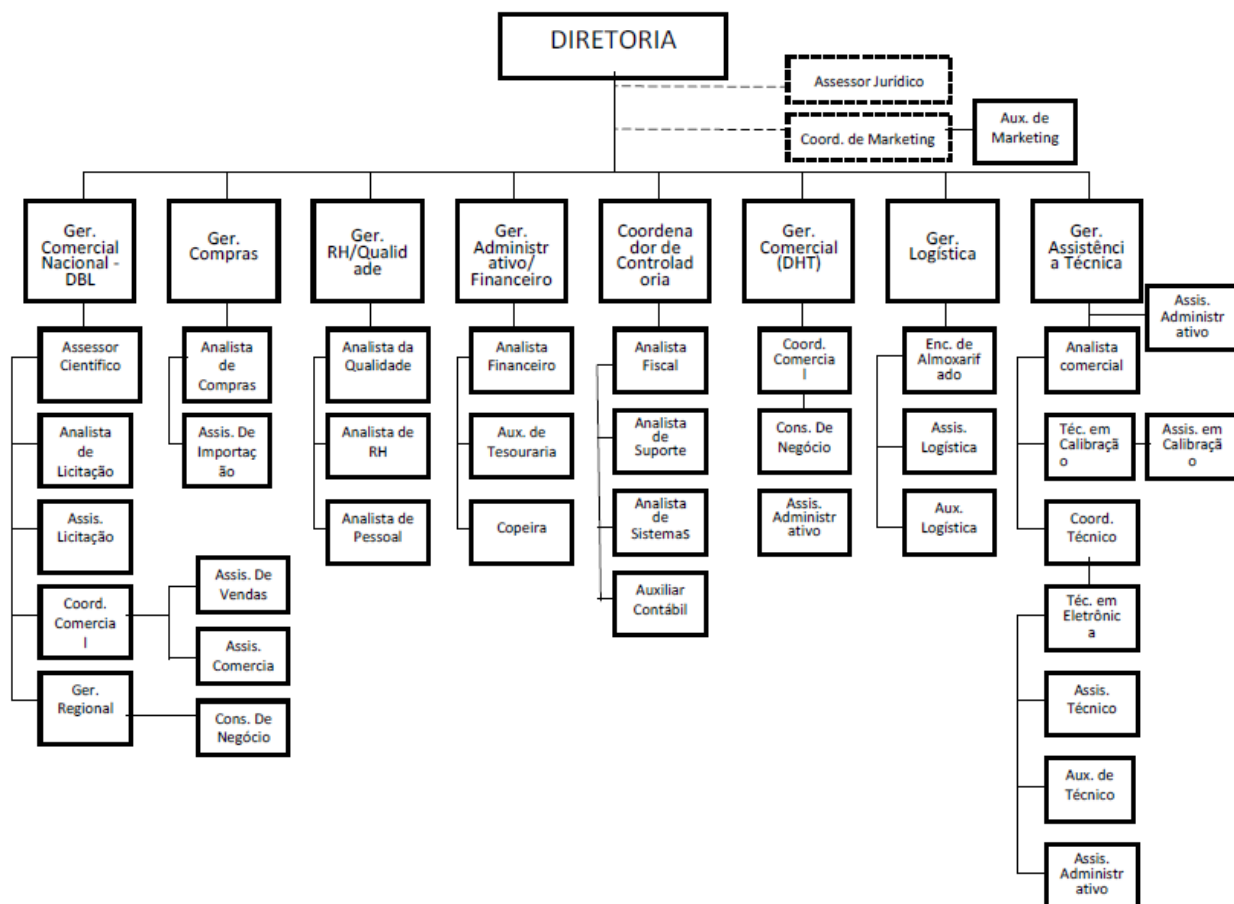 DIRETORIA
Assessor Jurídico
Coord. de Marketing
Aux. de
Marketing
Ger.
Comercial
Nacional -
DBL
Ger.
Compras
Ger.
RH/Qualid
ade
Ger.
Administr
ativo/
Financeiro
Coordena
dor de
Controlad
oria
Ger.
Comercial
(DHT)
Ger.
Logística
Ger.
Assistênci
a Técnica
Assis.
Administr
ativo
Assessor
Científico
Analista
de
Compras
Analista da
Qualidade
Analista
Financeiro
Analista
Fiscal
Coord.
Comercia
l
Enc. de
Almoxarif
ado
Analista
comercial
Analista
de
Licitação
Assis. De
Importaç
ão
Analista de
RH
Aux. de
Tesouraria
Analista
de
Suporte
Cons. De
Negócio
Assis.
Logística
Téc. em
Calibraçã
o
Assis. em
Calibraçã
o
Assis.
Licitação
Analista de
Pessoal
Copeira
Analista
de
SistemaS
Assis.
Administr
ativo
Aux.
Logística
Coord.
Técnico
Coord.
Comercia
l
Assis. De
Vendas
Assis.
Comercia
Auxiliar
Contábil
Téc. em
Eletrônic
a
Ger.
Regional
Cons. De
Negócio
Assis.
Técnico
Aux. de
Técnico
Assis.
Administr
ativo